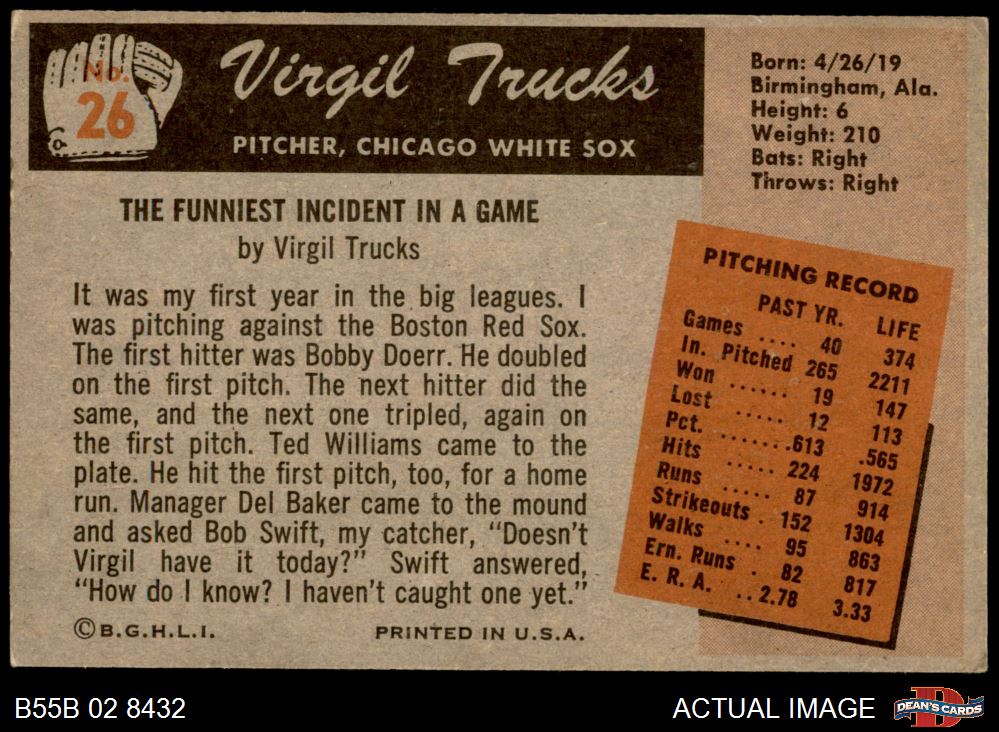 No.
26
Virgil Trucks
PITCHER, CHICAGO WHITE SOX
Born: 4/26/19
Birmingham, Ala.
Height: 6
Weight: 210
Bats: Right
Throws: Right
THE FUNNIEST INCIDENT IN A GAME
by Virgil Trucks
It was my first year in the big leagues. I
was pitching against the Boston Red Sox.
The first hitter was Bobby Doerr. He doubled
on the first pitch. The next hitter did the
same, and the next one tripled, again on
the first pitch. Ted Williams came to the
plate. He hit the first pitch, too, for a home
run. Manager Del Baker came to the mound
and asked Bob Swift, my catcher, "Doesn't
Virgil have it today?" Swift answered,
"How do I know? I haven't caught one yet."
©B.G.H.L.I. PRINTED IN U.S.A.
PITCHING RECORD
PAST YR. LIFE
Games .... 40 374
In. Pitched 265 2211
Won ...... 19 147
Lost ..... 12 113
Pct. .......613 .565
Hits ..... 224 1972
Runs ..... 87 914
Strikeouts . 152 1304
Walks .... 95 863
Ern. Runs . 82 817
E. R. A. ..2.78 3.33
B55B 02 8432
ACTUAL IMAGE
D
DEAN'S CARDS